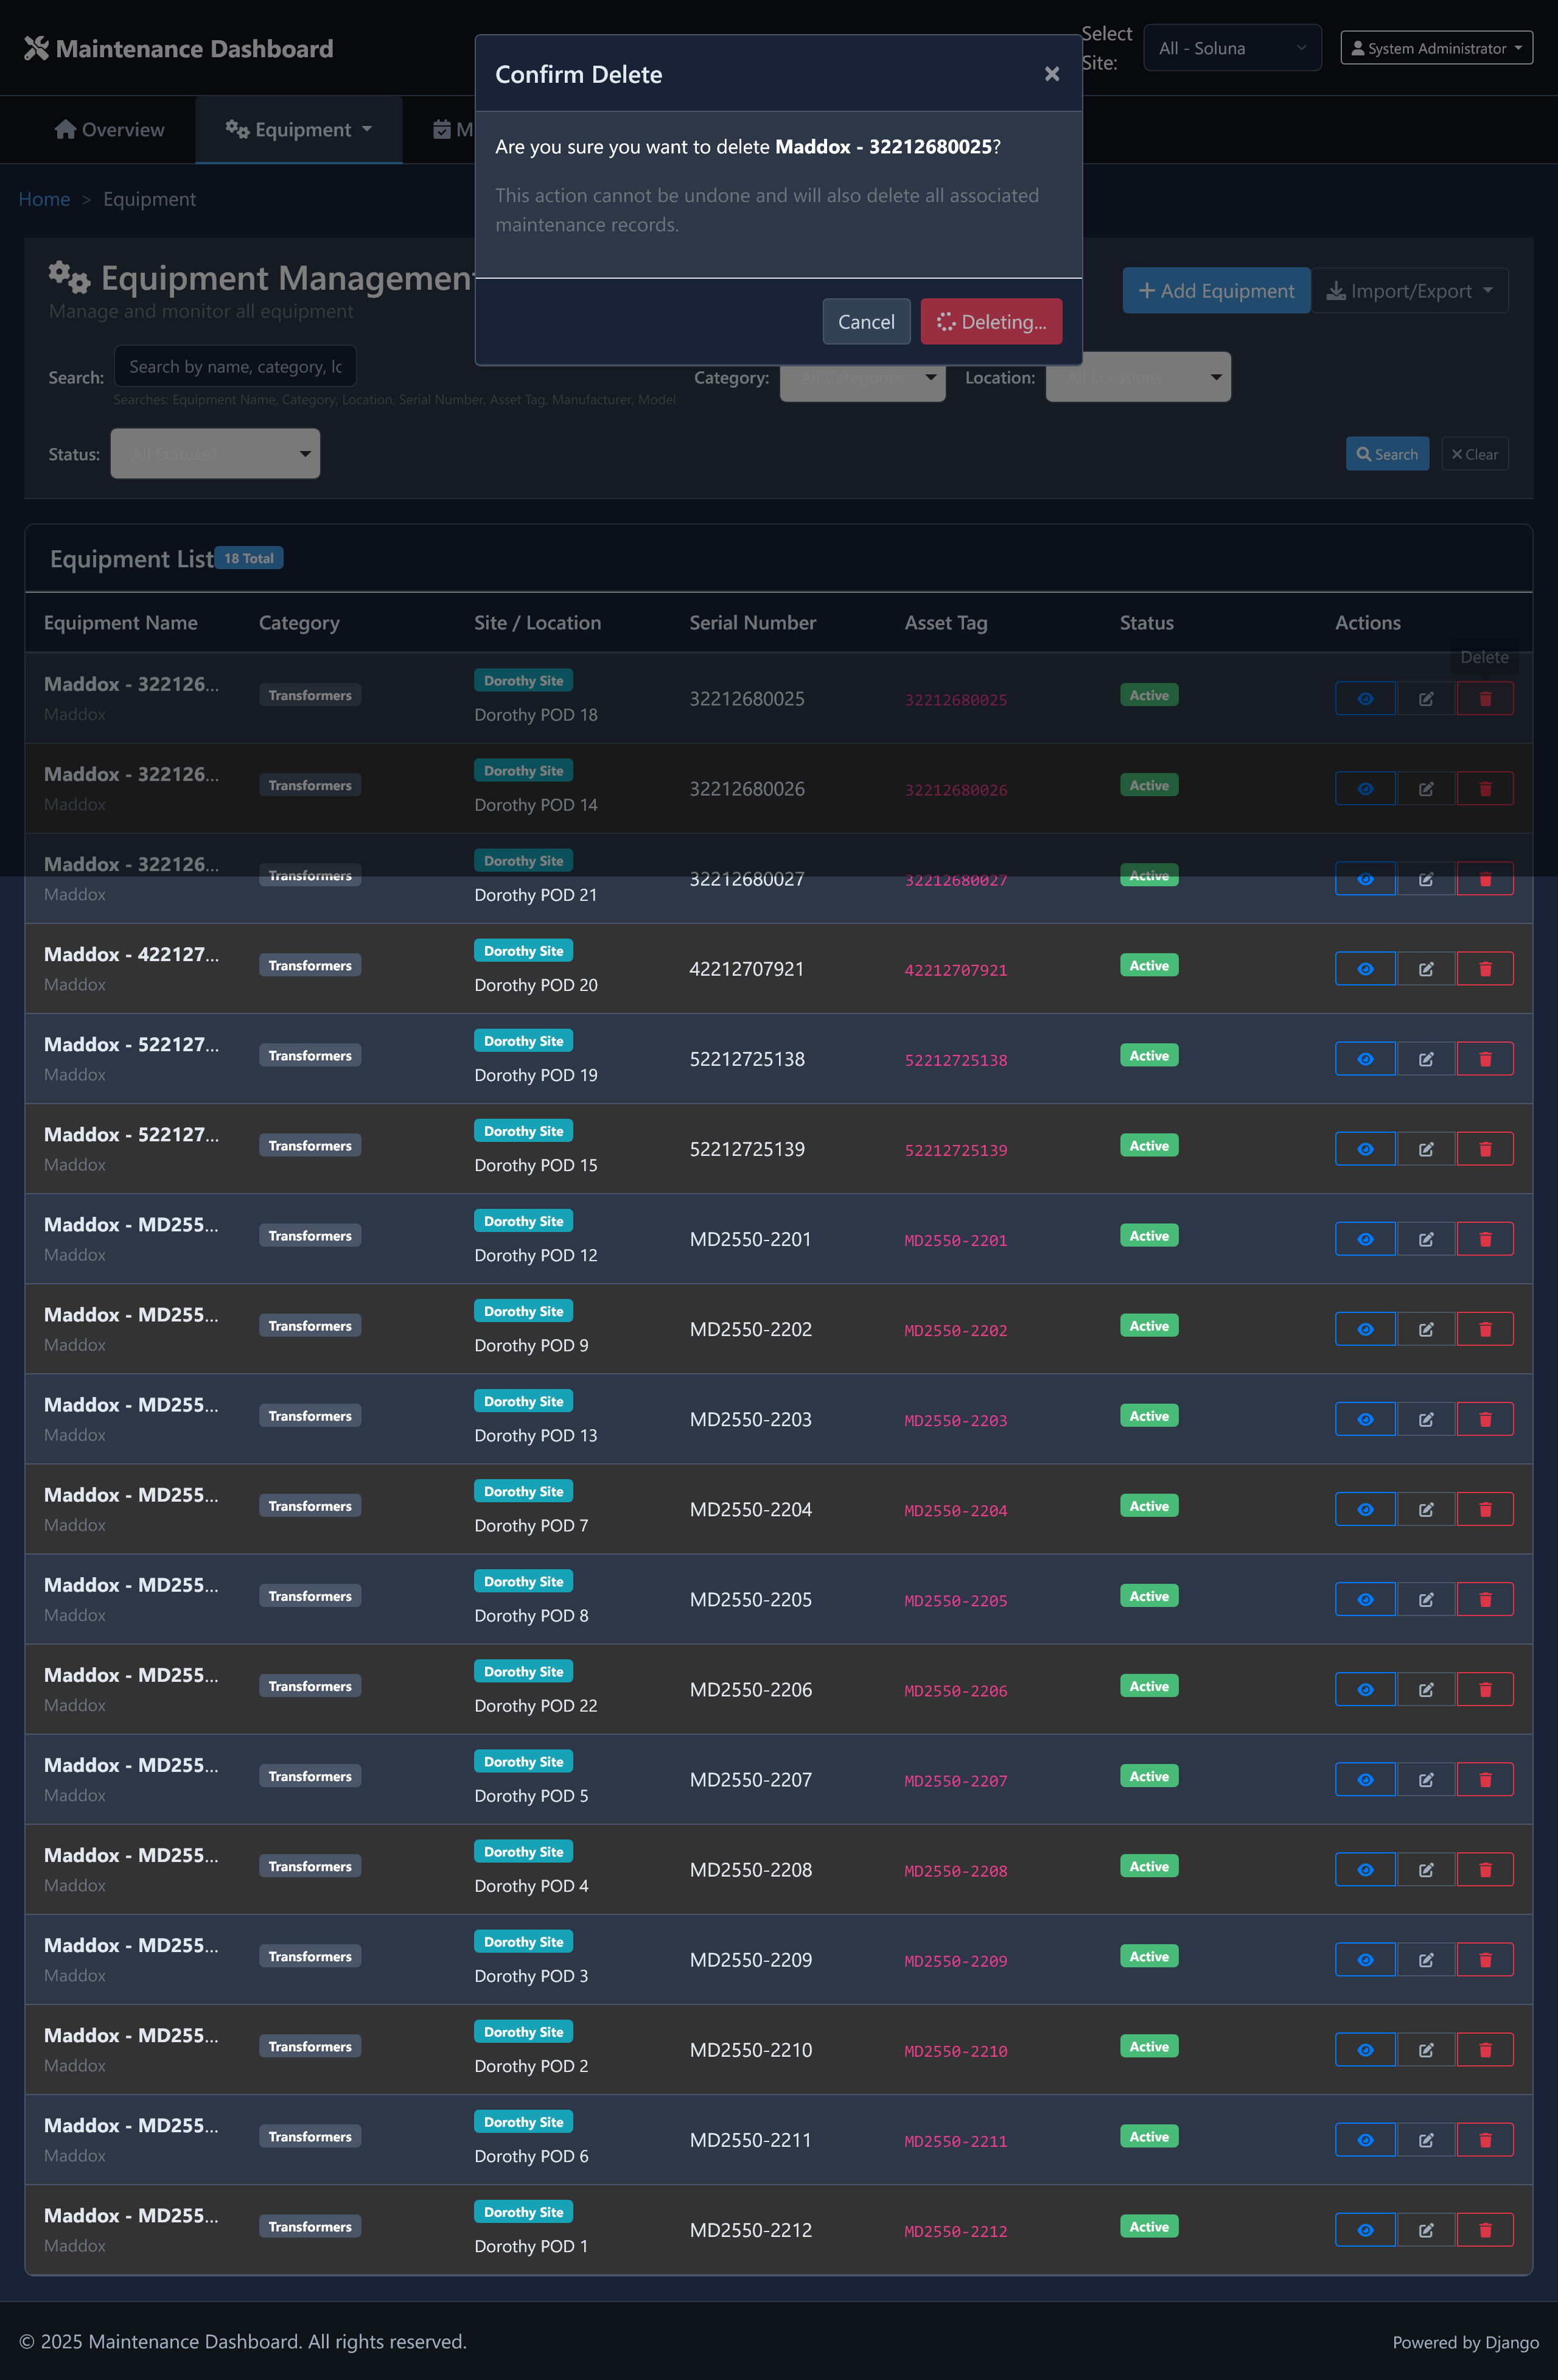 Maintenance Dashboard
Select Site:
All - Soluna
System Administrator
Overview
Equipment
M
Confirm Delete
×
Are you sure you want to delete Maddox - 32212680025?
This action cannot be undone and will also delete all associated
maintenance records.
Cancel
Deleting...
Home > Equipment
Equipment Management
Manage and monitor all equipment
+ Add Equipment
Import/Export
Search:
Search by name, category, lc
Searches: Equipment Name, Category, Location, Serial Number, Asset Tag, Manufacturer, Model
Category:
All Categories
Location:
All Locations
Status:
All Statuses
Search
Clear
Equipment List 18 Total
Equipment Name Category Site / Location Serial Number Asset Tag Status Actions
Delete
Maddox - 322126... Transformers Dorothy Site 32212680025 32212680025 Active
Maddox Dorothy POD 18
Maddox - 322126... Transformers Dorothy Site 32212680026 32212680026 Active
Maddox Dorothy POD 14
Maddox - 322126... Transformers Dorothy Site 32212680027 32212680027 Active
Maddox Dorothy POD 21
Maddox - 422127... Transformers Dorothy Site 42212707921 42212707921 Active
Maddox Dorothy POD 20
Maddox - 522127... Transformers Dorothy Site 52212725138 52212725138 Active
Maddox Dorothy POD 19
Maddox - 522127... Transformers Dorothy Site 52212725139 52212725139 Active
Maddox Dorothy POD 15
Maddox - MD255... Transformers Dorothy Site MD2550-2201 MD2550-2201 Active
Maddox Dorothy POD 12
Maddox - MD255... Transformers Dorothy Site MD2550-2202 MD2550-2202 Active
Maddox Dorothy POD 9
Maddox - MD255... Transformers Dorothy Site MD2550-2203 MD2550-2203 Active
Maddox Dorothy POD 13
Maddox - MD255... Transformers Dorothy Site MD2550-2204 MD2550-2204 Active
Maddox Dorothy POD 7
Maddox - MD255... Transformers Dorothy Site MD2550-2205 MD2550-2205 Active
Maddox Dorothy POD 8
Maddox - MD255... Transformers Dorothy Site MD2550-2206 MD2550-2206 Active
Maddox Dorothy POD 22
Maddox - MD255... Transformers Dorothy Site MD2550-2207 MD2550-2207 Active
Maddox Dorothy POD 5
Maddox - MD255... Transformers Dorothy Site MD2550-2208 MD2550-2208 Active
Maddox Dorothy POD 4
Maddox - MD255... Transformers Dorothy Site MD2550-2209 MD2550-2209 Active
Maddox Dorothy POD 3
Maddox - MD255... Transformers Dorothy Site MD2550-2210 MD2550-2210 Active
Maddox Dorothy POD 2
Maddox - MD255... Transformers Dorothy Site MD2550-2211 MD2550-2211 Active
Maddox Dorothy POD 6
Maddox - MD255... Transformers Dorothy Site MD2550-2212 MD2550-2212 Active
Maddox Dorothy POD 1
© 2025 Maintenance Dashboard. All rights reserved.
Powered by Django